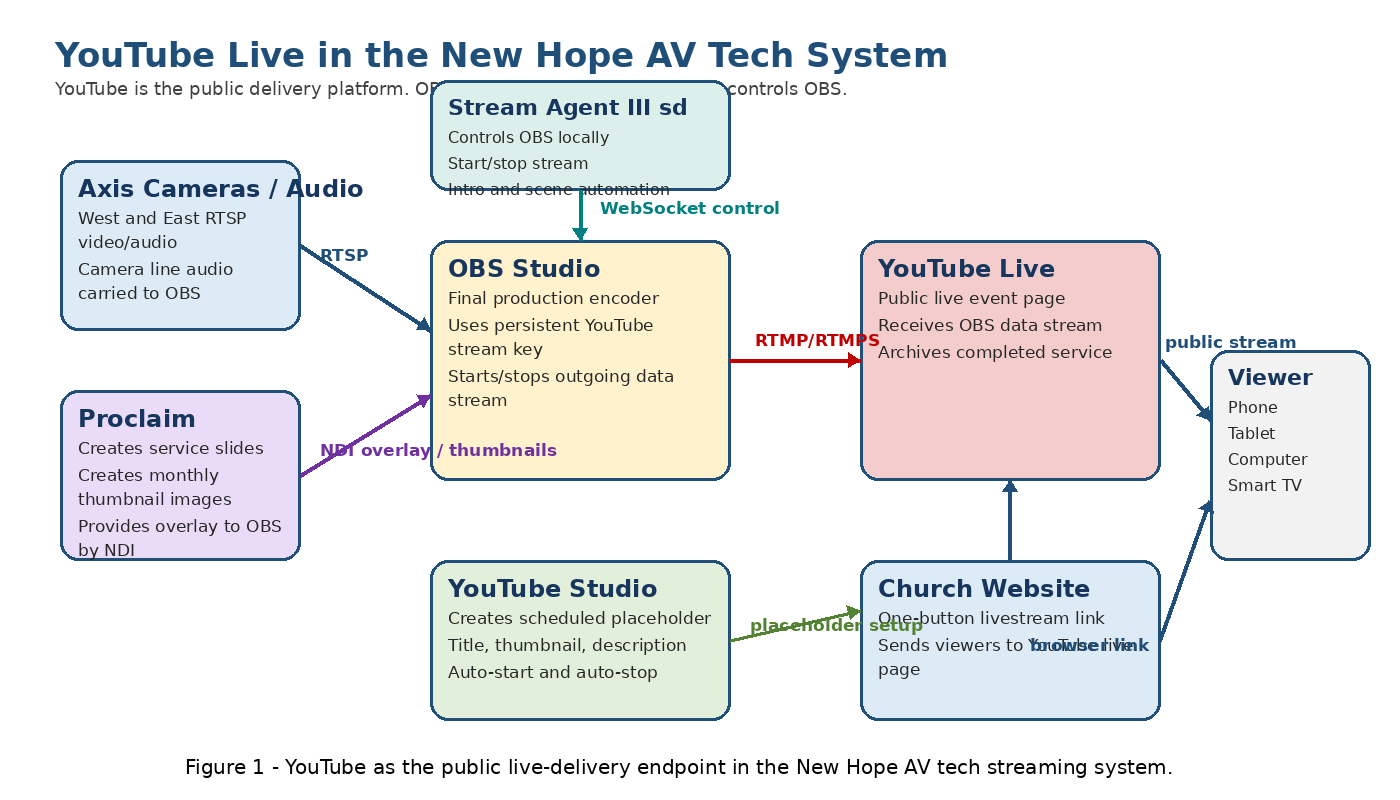 YouTube Live in the New Hope AV Tech System
YouTube is the public delivery platform. controls OBS.
Stream Agent III sd
Controls OBS locally
Start/stop stream
Intro and scene automation
WebSocket control
Axis Cameras / Audio
West and East RTSP
video/audio
Camera line audio
carried to OBS
RTSP
OBS Studio
Final production encoder
Uses persistent YouTube
stream key
Starts/stops outgoing data
stream
RTMP/RTMPS
YouTube Live
Public live event page
Receives OBS data stream
Archives completed service
public stream
Viewer
Phone
Tablet
Computer
Smart TV
Proclaim
Creates service slides
Creates monthly
thumbnail images
Provides overlay to OBS
by NDI
NDI overlay / thumbnails
YouTube Studio
Creates scheduled placeholder
Title, thumbnail, description
Auto-start and auto-stop
placeholder setup
Church Website
One-button livestream link
Sends viewers to YouTube live
page
browser link
Figure 1 - YouTube as the public live-delivery endpoint in the New Hope AV tech streaming system.